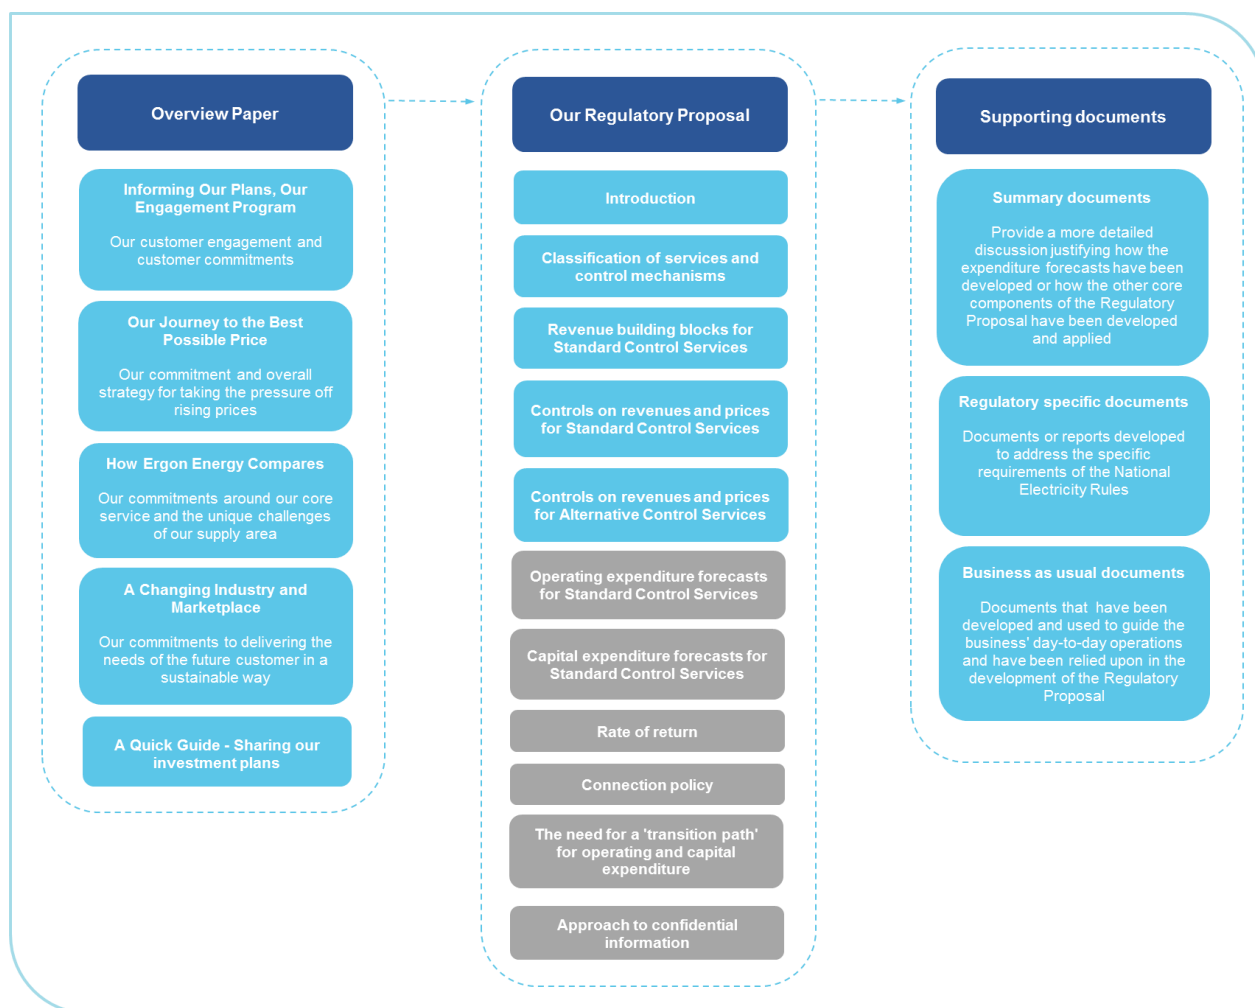 Overview Paper
Informing Our Plans, Our
Engagement Program
Our customer engagement and
customer commitments
Our Journey to the Best
Possible Price
Our commitment and overall
strategy for taking the pressure off
rising prices
How Ergon Energy Compares
Our commitments around our core
service and the unique challenges
of our supply area
A Changing Industry and
Marketplace
Our commitments to delivering the
needs of the future customer in a
sustainable way
A Quick Guide - Sharing our
investment plans
Our Regulatory Proposal
Introduction
Classification of services and
control mechanisms
Revenue building blocks for
Standard Control Services
Controls on revenues and prices
for Standard Control Services
Controls on revenues and prices
for Alternative Control Services
Operating expenditure forecasts
for Standard Control Services
Capital expenditure forecasts for
Standard Control Services
Rate of return
Connection policy
The need for a 'transition path'
for operating and capital
expenditure
Approach to confidential
information
Supporting documents
Summary documents
Provide a more detailed
discussion justifying how the
expenditure forecasts have been
developed or how the other core
components of the Regulatory
Proposal have been developed
and applied
Regulatory specific documents
Documents or reports developed
to address the specific
requirements of the National
Electricity Rules
Business as usual documents
Documents that have been
developed and used to guide the
business' day-to-day operations
and have been relied upon in the
development of the Regulatory
Proposal